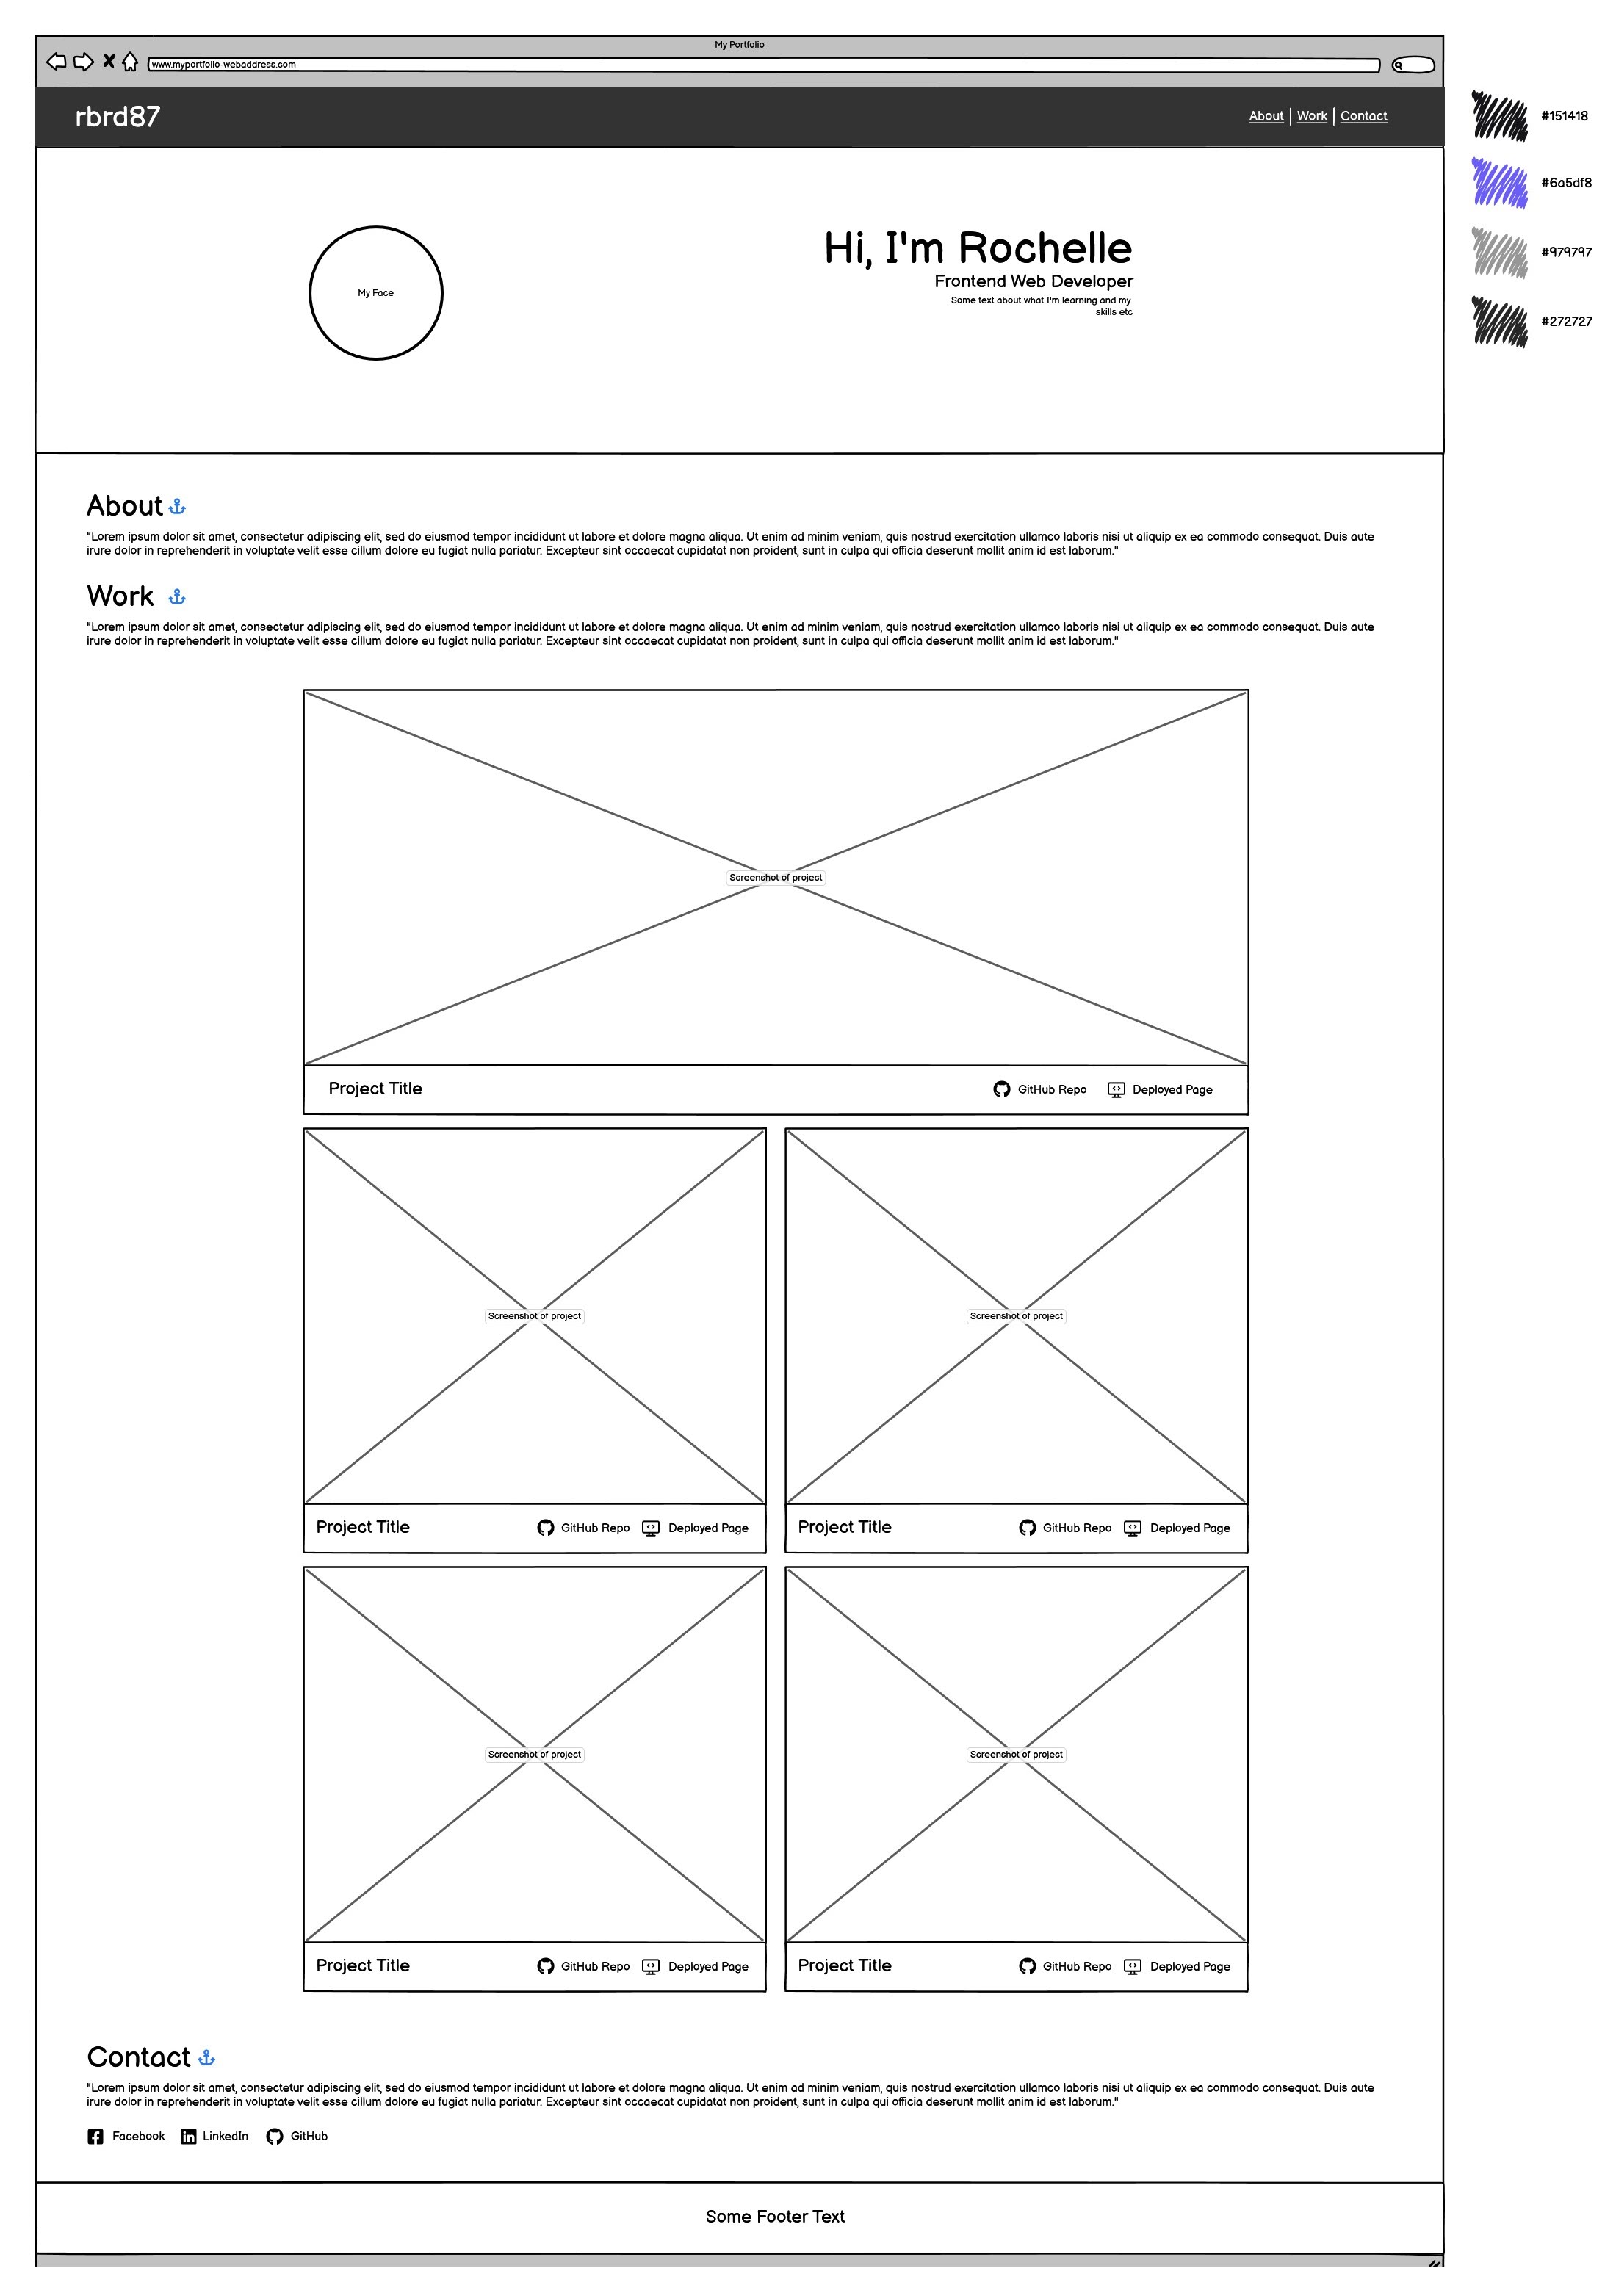 My Portfolio
www.myportfolio-webaddress.com
rbrd87
About | Work | Contact
#151418
#6a5df8
#979797
#272727
My Face
Hi, I'm Rochelle
Frontend Web Developer
Some text about what I'm learning and my
skills etc
About
"Lorem ipsum dolor sit amet, consectetur adipiscing elit, sed do eiusmod tempor incididunt ut labore et dolore magna aliqua. Ut enim ad minim veniam, quis nostrud exercitation ullamco laboris nisi ut aliquip ex ea commodo consequat. Duis aute
irure dolor in reprehenderit in voluptate velit esse cillum dolore eu fugiat nulla pariatur. Excepteur sint occaecat cupidatat non proident, sunt in culpa qui officia deserunt mollit anim id est laborum."
Work
"Lorem ipsum dolor sit amet, consectetur adipiscing elit, sed do eiusmod tempor incididunt ut labore et dolore magna aliqua. Ut enim ad minim veniam, quis nostrud exercitation ullamco laboris nisi ut aliquip ex ea commodo consequat. Duis aute
irure dolor in reprehenderit in voluptate velit esse cillum dolore eu fugiat nulla pariatur. Excepteur sint occaecat cupidatat non proident, sunt in culpa qui officia deserunt mollit anim id est laborum."
Screenshot of project
Project Title GitHub Repo Deployed Page
Screenshot of project Screenshot of project
Project Title GitHub Repo Deployed Page Project Title GitHub Repo Deployed Page
Screenshot of project Screenshot of project
Project Title GitHub Repo Deployed Page Project Title GitHub Repo Deployed Page
Contact
"Lorem ipsum dolor sit amet, consectetur adipiscing elit, sed do eiusmod tempor incididunt ut labore et dolore magna aliqua. Ut enim ad minim veniam, quis nostrud exercitation ullamco laboris nisi ut aliquip ex ea commodo consequat. Duis aute
irure dolor in reprehenderit in voluptate velit esse cillum dolore eu fugiat nulla pariatur. Excepteur sint occaecat cupidatat non proident, sunt in culpa qui officia deserunt mollit anim id est laborum."
Facebook LinkedIn GitHub
Some Footer Text